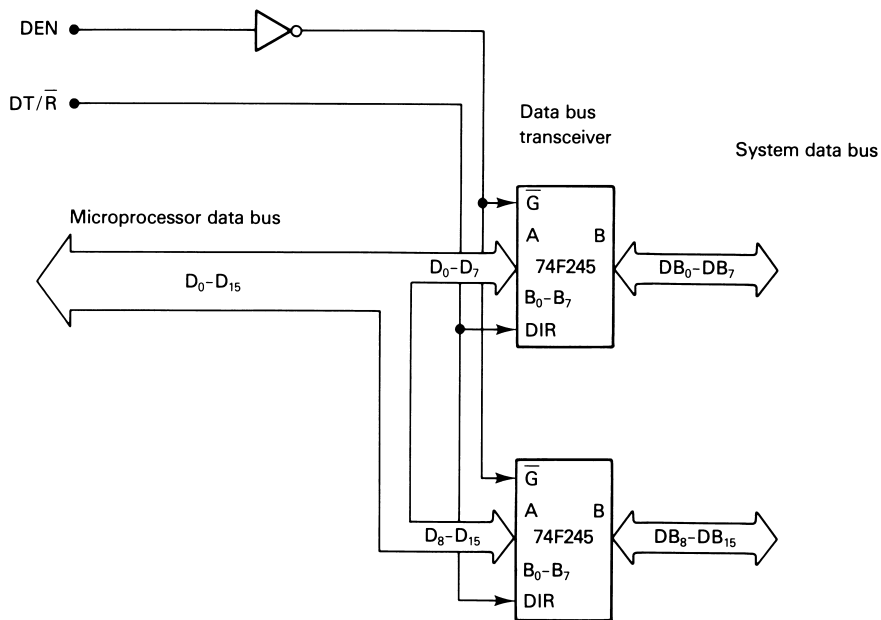 DEN
DT/R̅
Data bus
transceiver
System data bus
Microprocessor data bus
G̅
A B
D₀–D₇
74F245
DB₀–DB₇
D₀–D₁₅
B₀–B₇
DIR
G̅
A B
D₈–D₁₅
74F245
DB₈–DB₁₅
B₀–B₇
DIR